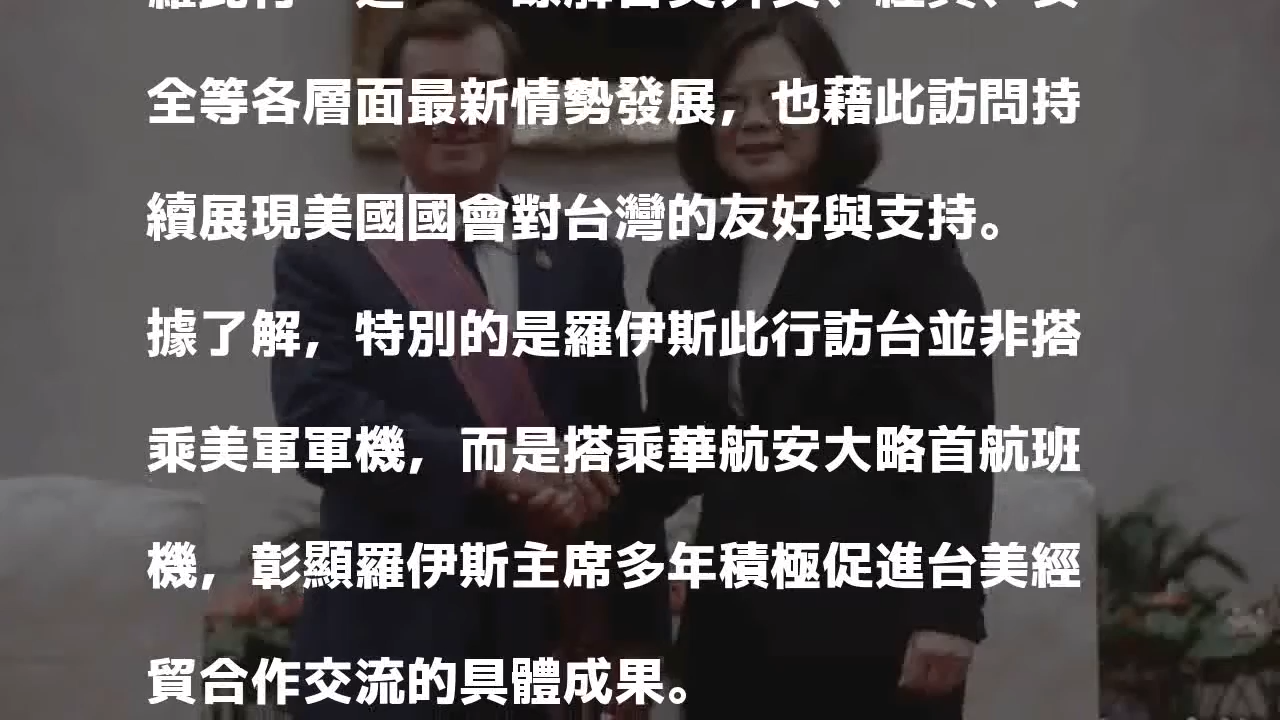 全等各層面最新情勢發展，也藉此訪問持
續展現美國國會對台灣的友好與支持。
據了解，特別的是羅伊斯此行訪台並非搭
乘美軍軍機，而是搭乘華航安大略首航班
機，彰顯羅伊斯主席多年積極促進台美經
貿合作交流的具體成果。